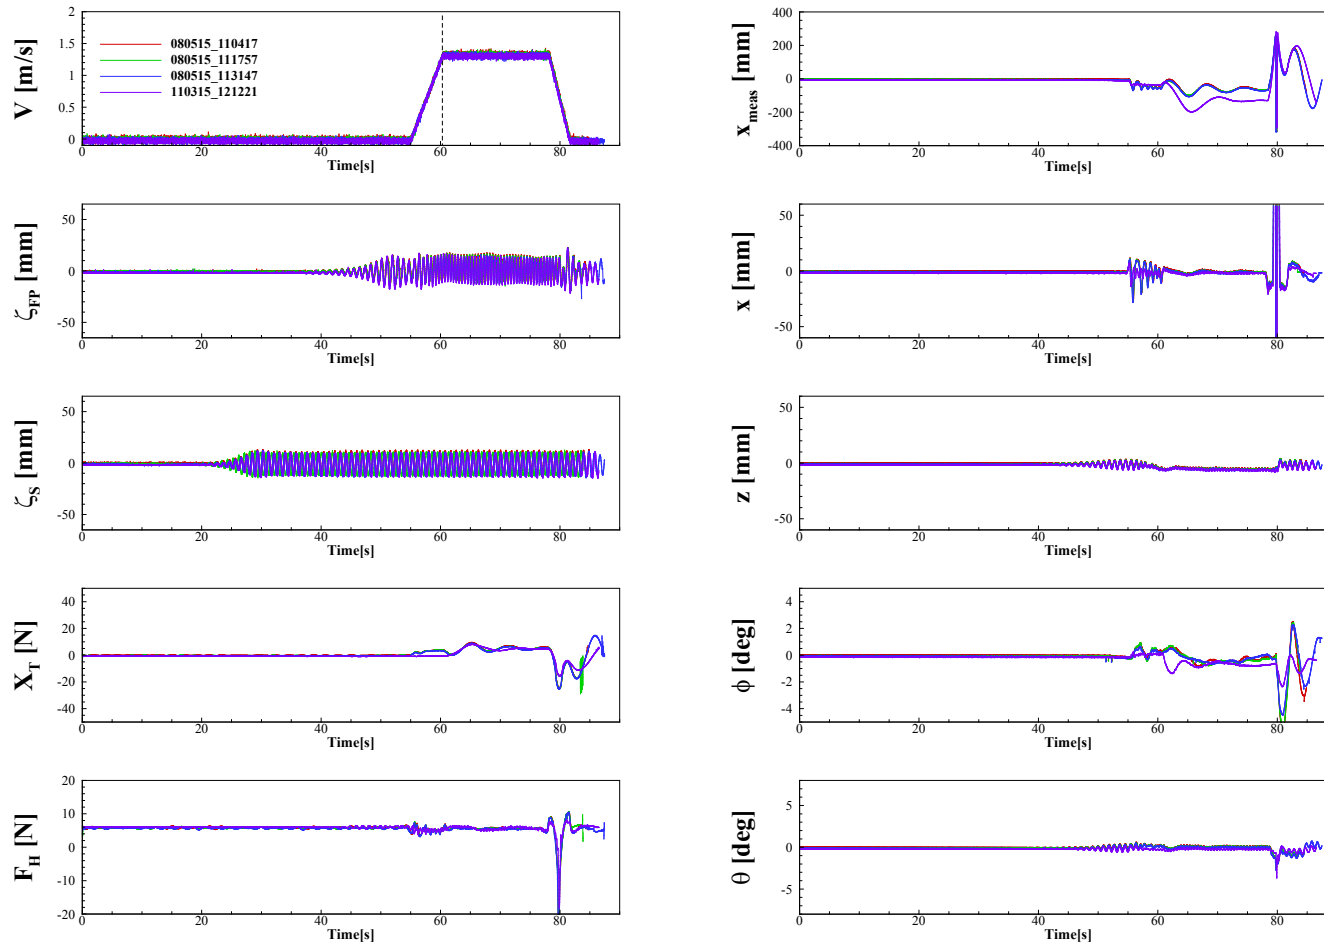 V [m/s]
2
1.5
1
0.5
0
080515_110417
080515_111757
080515_113147
110315_121221
0 20 40 60 80
Time[s]
x_meas [mm]
400
200
0
-200
-400
0 20 40 60 80
Time[s]
ζ_FP [mm]
50
0
-50
0 20 40 60 80
Time[s]
x [mm]
50
0
-50
0 20 40 60 80
Time[s]
ζ_S [mm]
50
0
-50
0 20 40 60 80
Time[s]
z [mm]
50
0
-50
0 20 40 60 80
Time[s]
X_T [N]
40
20
0
-20
-40
0 20 40 60 80
Time[s]
ϕ [deg]
4
2
0
-2
-4
0 20 40 60 80
Time[s]
F_H [N]
20
10
0
-10
-20
0 20 40 60 80
Time[s]
θ [deg]
5
0
-5
0 20 40 60 80
Time[s]